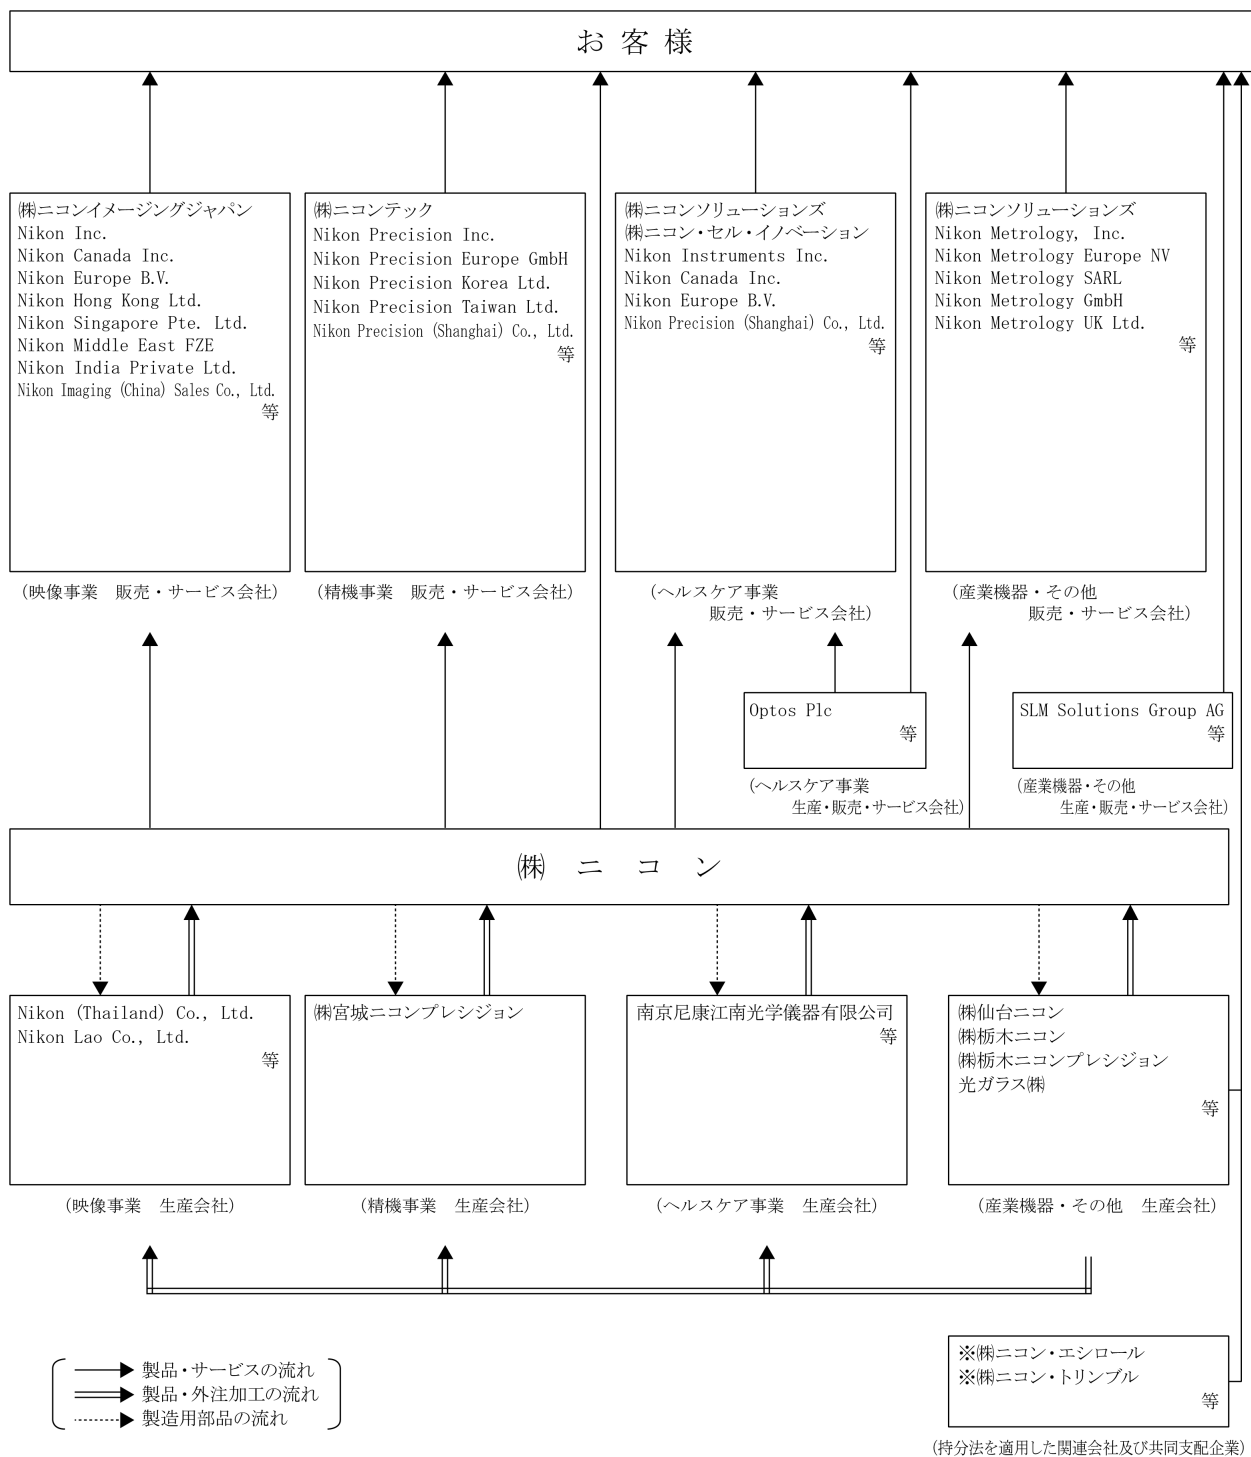 お客様
㈱ニコンイメージングジャパン
Nikon Inc.
Nikon Canada Inc.
Nikon Europe B.V.
Nikon Hong Kong Ltd.
Nikon Singapore Pte. Ltd.
Nikon Middle East FZE
Nikon India Private Ltd.
Nikon Imaging (China) Sales Co., Ltd.
等
(映像事業　販売・サービス会社)
㈱ニコンテック
Nikon Precision Inc.
Nikon Precision Europe GmbH
Nikon Precision Korea Ltd.
Nikon Precision Taiwan Ltd.
Nikon Precision (Shanghai) Co., Ltd.
等
(精機事業　販売・サービス会社)
㈱ニコンソリューションズ
㈱ニコン・セル・イノベーション
Nikon Instruments Inc.
Nikon Canada Inc.
Nikon Europe B.V.
Nikon Precision (Shanghai) Co., Ltd.
等
(ヘルスケア事業
販売・サービス会社)
㈱ニコンソリューションズ
Nikon Metrology, Inc.
Nikon Metrology Europe NV
Nikon Metrology SARL
Nikon Metrology GmbH
Nikon Metrology UK Ltd.
等
(産業機器・その他
販売・サービス会社)
Optos Plc
等
(ヘルスケア事業
生産・販売・サービス会社)
SLM Solutions Group AG
等
(産業機器・その他
生産・販売・サービス会社)
㈱ ニ コ ン
Nikon (Thailand) Co., Ltd.
Nikon Lao Co., Ltd.
等
(映像事業　生産会社)
㈱宮城ニコンプレシジョン
(精機事業　生産会社)
南京尼康江南光学儀器有限公司
等
(ヘルスケア事業　生産会社)
㈱仙台ニコン
㈱栃木ニコン
㈱栃木ニコンプレシジョン
光ガラス㈱
等
(産業機器・その他　生産会社)
製品・サービスの流れ
製品・外注加工の流れ
製造用部品の流れ
※㈱ニコン・エシロール
※㈱ニコン・トリンブル
等
(持分法を適用した関連会社及び共同支配企業)